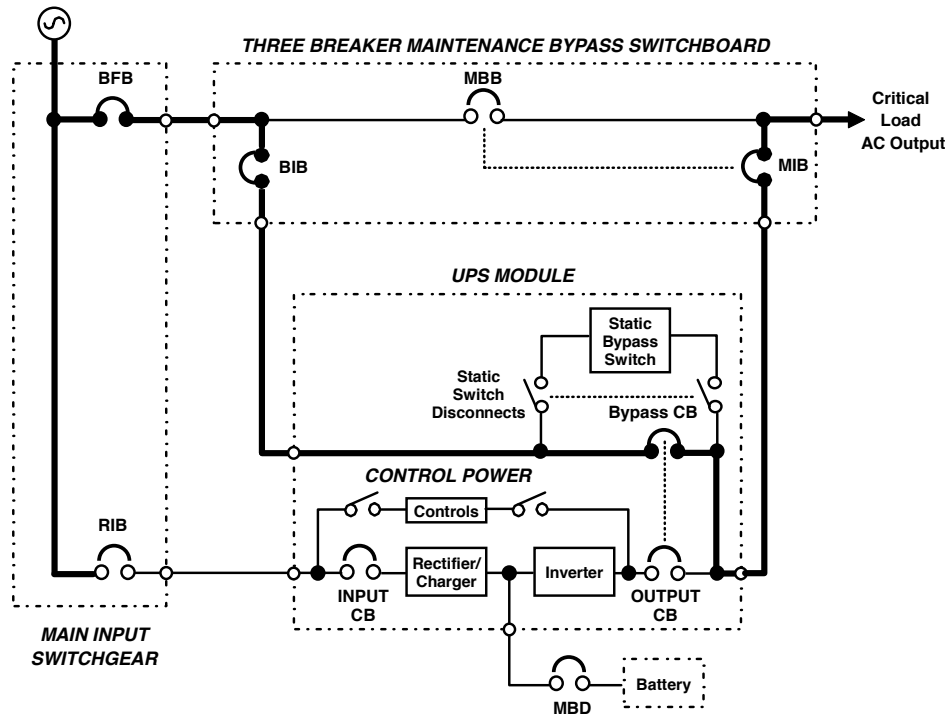 THREE BREAKER MAINTENANCE BYPASS SWITCHBOARD
BFB
MBB
Critical
Load
AC Output
BIB
MIB
UPS MODULE
Static
Bypass
Switch
Static
Switch
Disconnects
Bypass CB
CONTROL POWER
Controls
RIB
Rectifier/
Charger
Inverter
INPUT
CB
OUTPUT
CB
MAIN INPUT
SWITCHGEAR
MBD
Battery